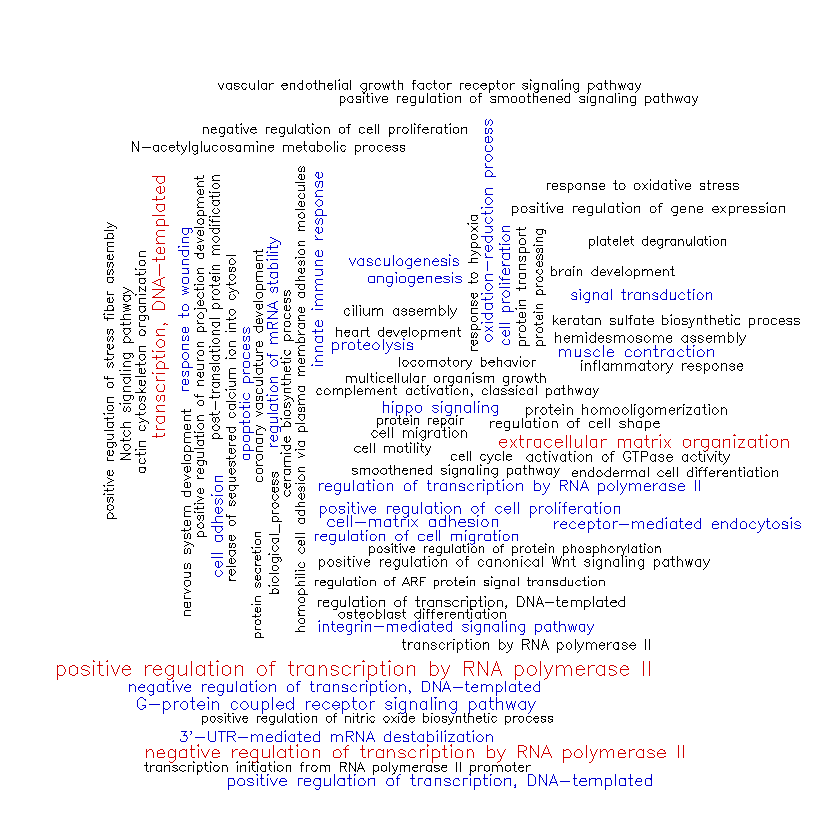 vascular endothelial growth factor receptor signaling pathway
positive regulation of smoothened signaling pathway
negative regulation of cell proliferation
N-acetylglucosamine metabolic process
positive regulation of stress fiber assembly
Notch signaling pathway
actin cytoskeleton organization
transcription, DNA-templated
response to wounding
nervous system development
positive regulation of neuron projection development
post-translational protein modification
cell adhesion
release of sequestered calcium ion into cytosol
apoptotic process
coronary vasculature development
protein secretion
regulation of mRNA stability
biological_process
ceramide biosynthetic process
homophilic cell adhesion via plasma membrane adhesion molecules
innate immune response
response to hypoxia
oxidation-reduction process
cell proliferation
protein transport
protein processing
response to oxidative stress
positive regulation of gene expression
platelet degranulation
vasculogenesis
brain development
angiogenesis
signal transduction
cilium assembly
keratan sulfate biosynthetic process
heart development
hemidesmosome assembly
proteolysis
muscle contraction
locomotory behavior
inflammatory response
multicellular organism growth
complement activation, classical pathway
hippo signaling
protein homooligomerization
protein repair
regulation of cell shape
cell migration
extracellular matrix organization
cell motility
cell cycle
activation of GTPase activity
smoothened signaling pathway
endodermal cell differentiation
regulation of transcription by RNA polymerase II
positive regulation of cell proliferation
cell-matrix adhesion
receptor-mediated endocytosis
regulation of cell migration
positive regulation of protein phosphorylation
positive regulation of canonical Wnt signaling pathway
regulation of ARF protein signal transduction
regulation of transcription, DNA-templated
osteoblast differentiation
integrin-mediated signaling pathway
transcription by RNA polymerase II
positive regulation of transcription by RNA polymerase II
negative regulation of transcription, DNA-templated
G-protein coupled receptor signaling pathway
positive regulation of nitric oxide biosynthetic process
3'-UTR-mediated mRNA destabilization
negative regulation of transcription by RNA polymerase II
transcription initiation from RNA polymerase II promoter
positive regulation of transcription, DNA-templated